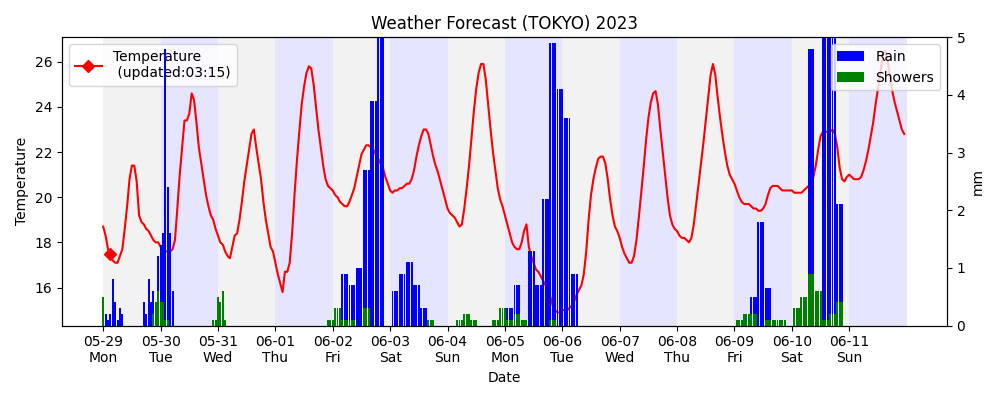 Weather Forecast (TOKYO) 2023
Temperature
(updated:03:15)
Rain
Showers
26
24
22
20
18
16
Temperature
5
4
3
2
1
0
mm
05-29 05-30 05-31 06-01 06-02 06-03 06-04 06-05 06-06 06-07 06-08 06-09 06-10 06-11
Mon Tue Wed Thu Fri Sat Sun Mon Tue Wed Thu Fri Sat Sun
Date